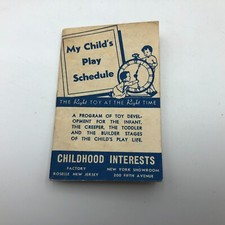 My Child's
Play
Schedule
THE Right TOY AT THE Right TIME
A PROGRAM OF TOY DEVEL-
OPMENT FOR THE INFANT,
THE CREEPER, THE TODDLER
AND THE BUILDER STAGES
OF THE CHILD'S PLAY LIFE.
CHILDHOOD INTERESTS
FACTORY NEW YORK SHOWROOM
ROSELLE NEW JERSEY 200 FIFTH AVENUE